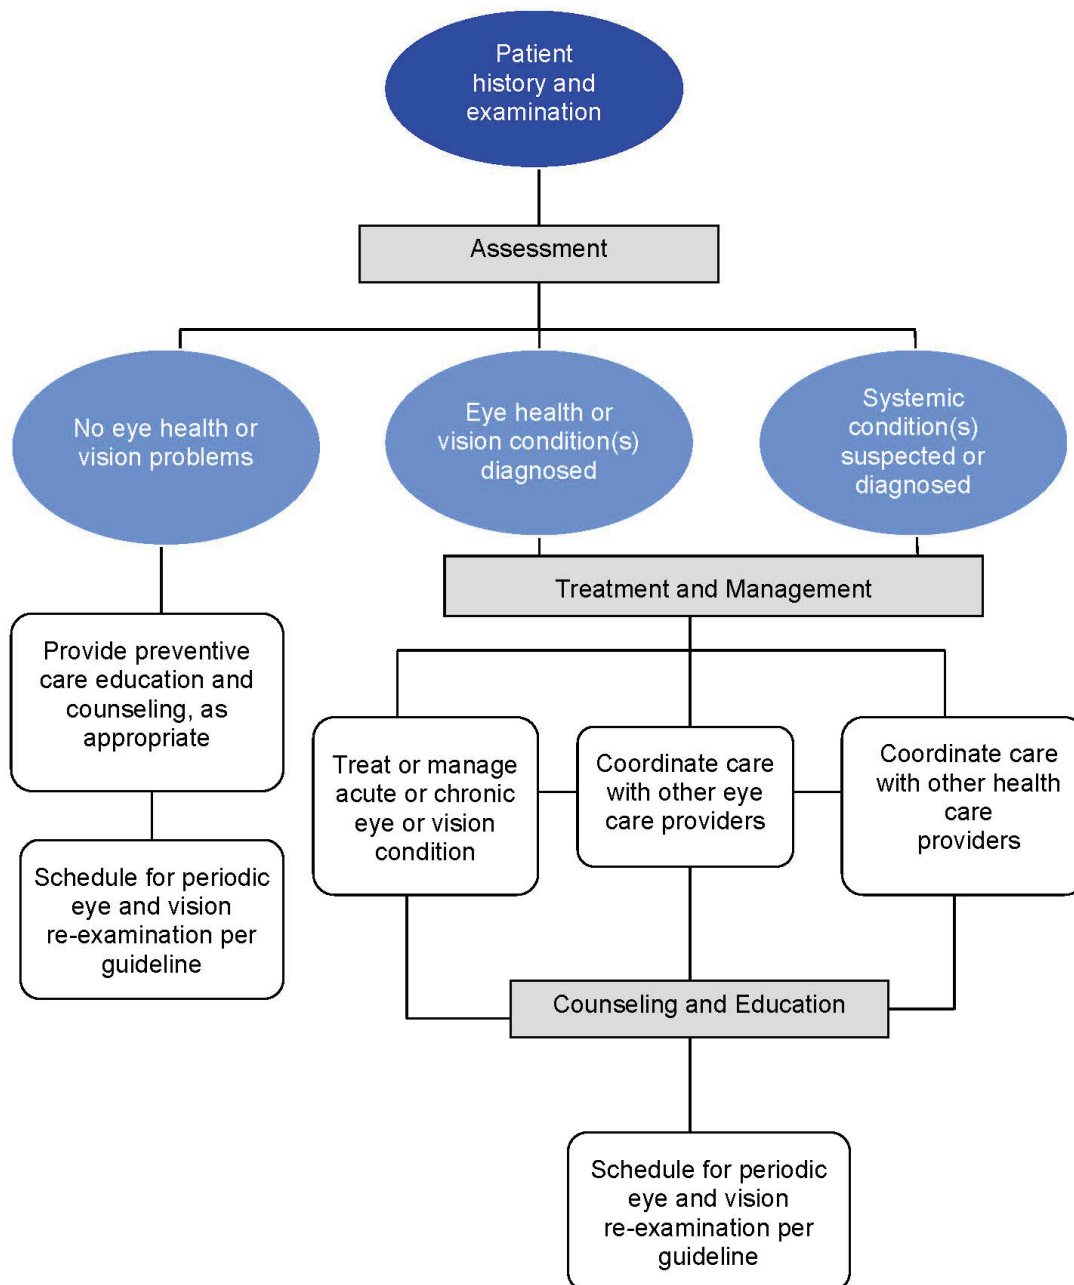 Patient
history and
examination
Assessment
No eye health or
vision problems
Eye health or
vision condition(s)
diagnosed
Systemic
condition(s)
suspected or
diagnosed
Treatment and Management
Provide preventive
care education and
counseling, as
appropriate
Treat or manage
acute or chronic
eye or vision
condition
Coordinate care
with other eye
care providers
Coordinate care
with other health
care
providers
Schedule for periodic
eye and vision
re-examination per
guideline
Counseling and Education
Schedule for periodic
eye and vision
re-examination per
guideline